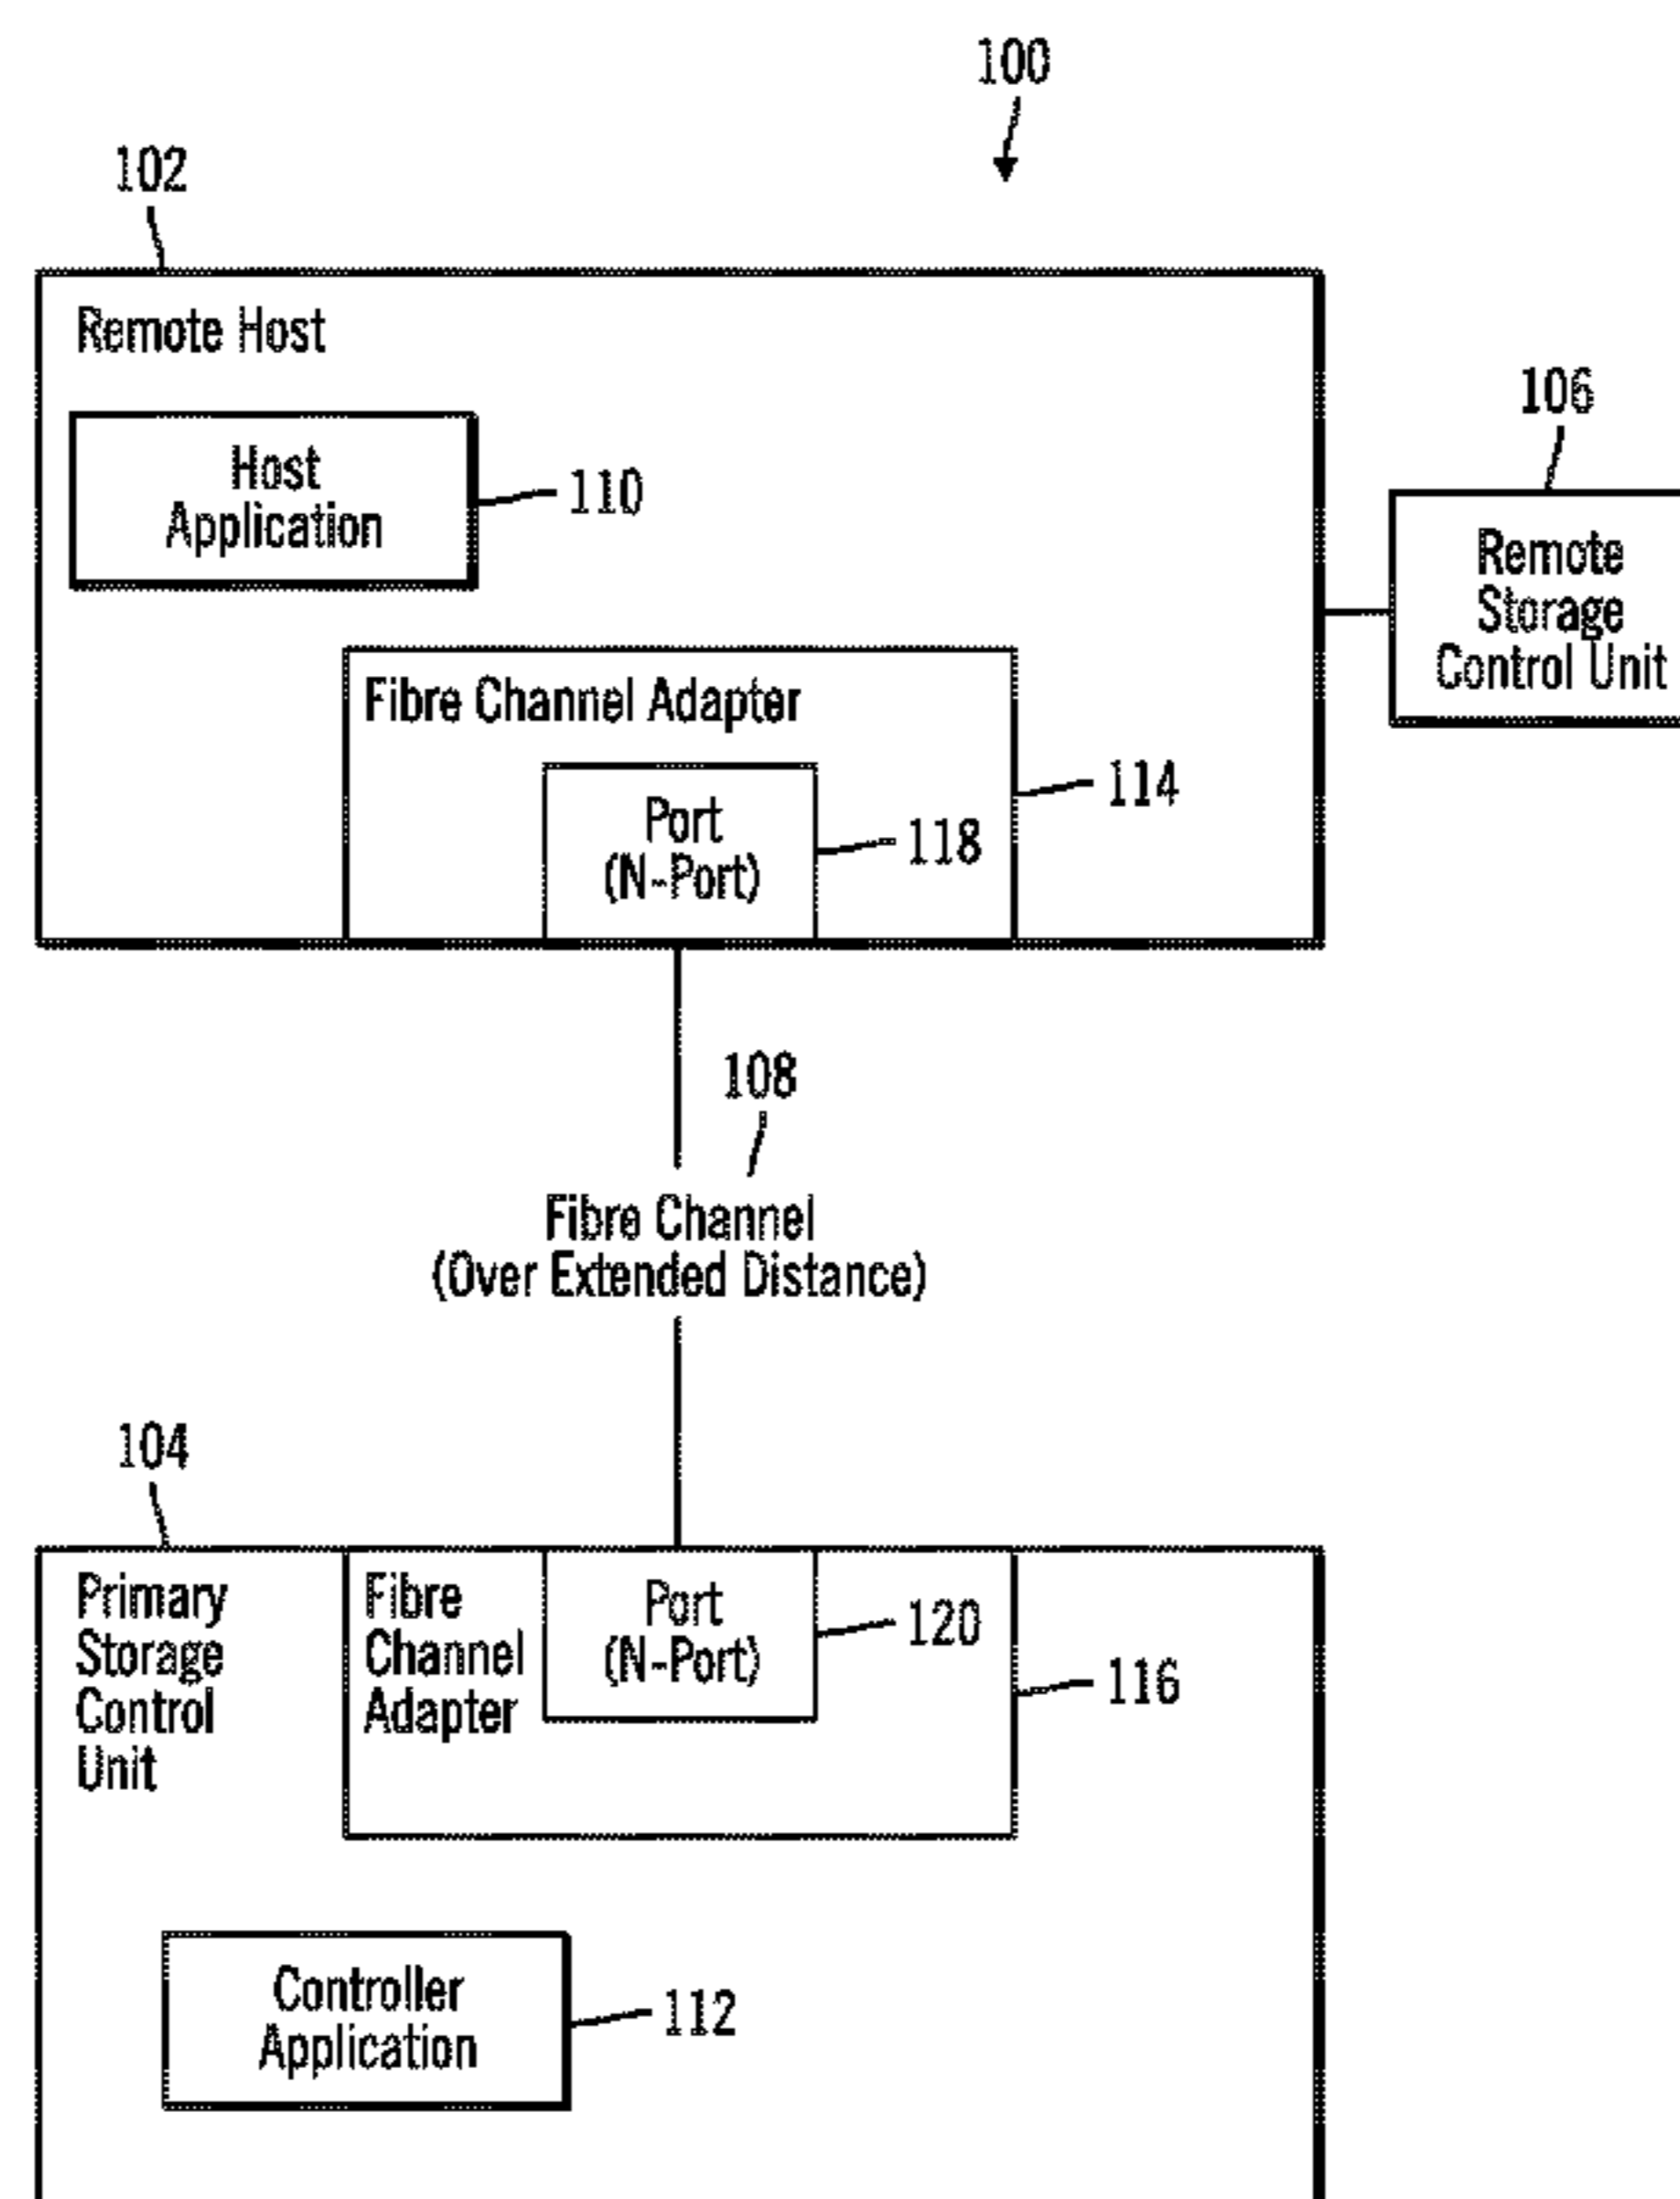 100
102
Remote Host
106
Host
Application
110
Remote
Storage
Control Unit
Fibre Channel Adapter
114
Port
(N-Port)
118
108
Fibre Channel
(Over Extended Distance)
104
Primary
Storage
Control
Unit
Fibre
Channel
Adapter
Port
(N-Port)
120
116
Controller
Application
112